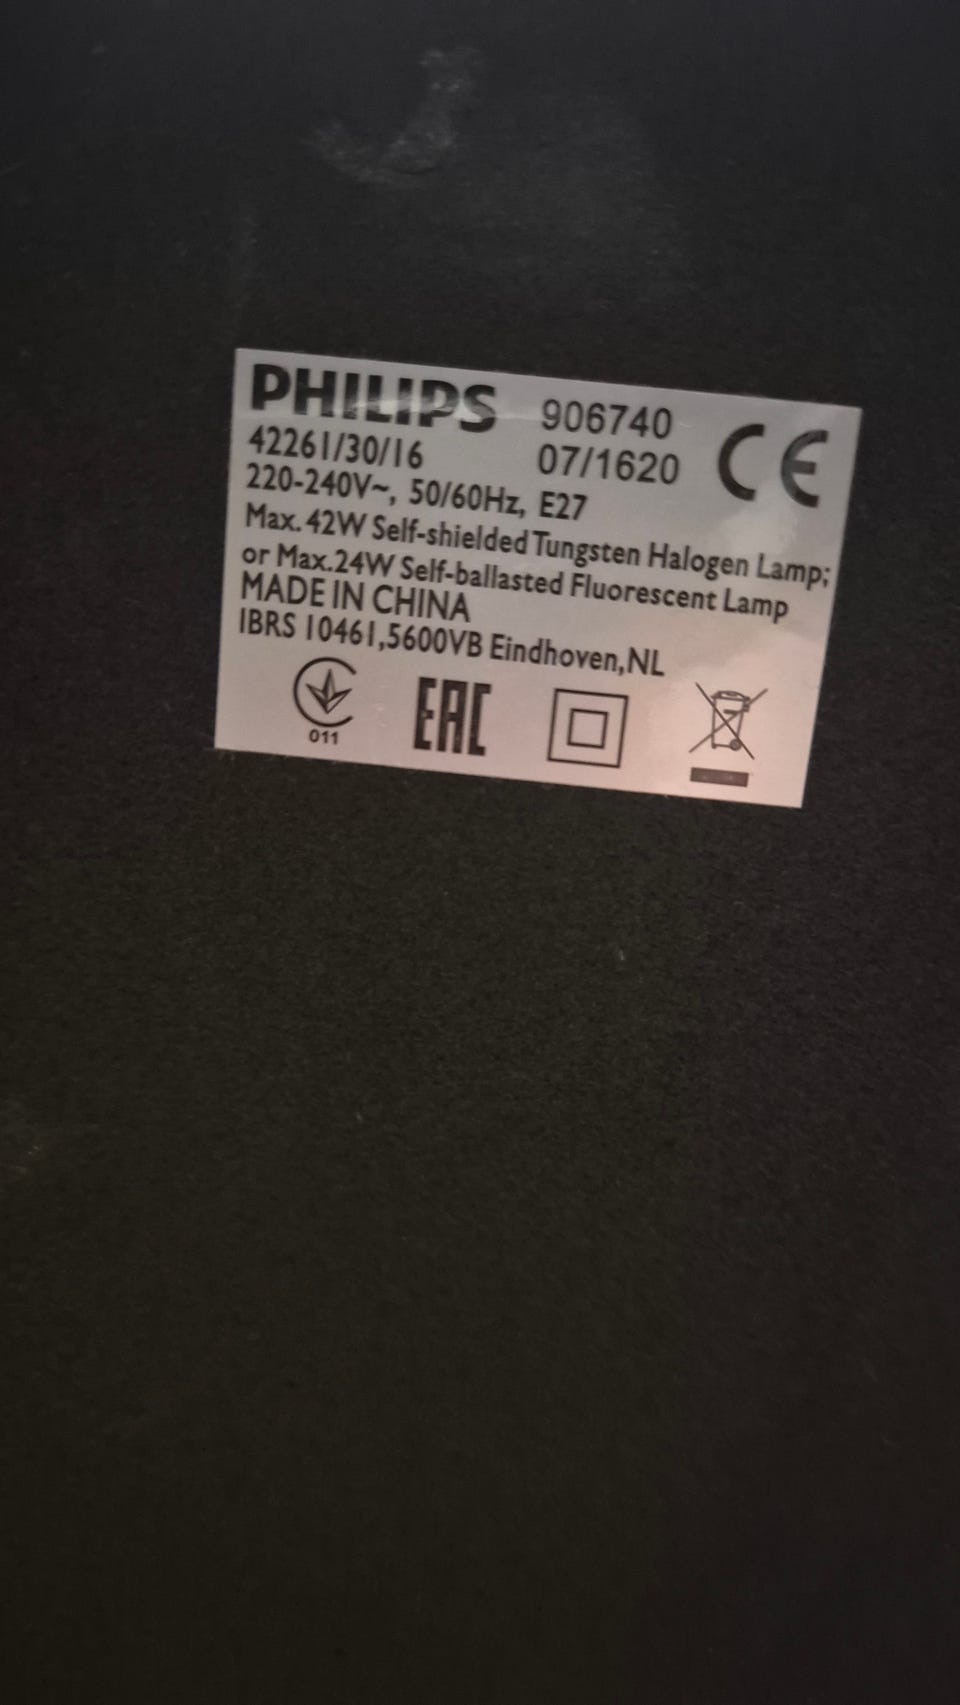 PHILIPS 906740 CE
42261/30/16 07/1620
220-240V~, 50/60Hz, E27
Max. 42W Self-shielded Tungsten Halogen Lamp;
or Max.24W Self-ballasted Fluorescent Lamp
MADE IN CHINA
IBRS 10461,5600VB Eindhoven,NL
011 EAC